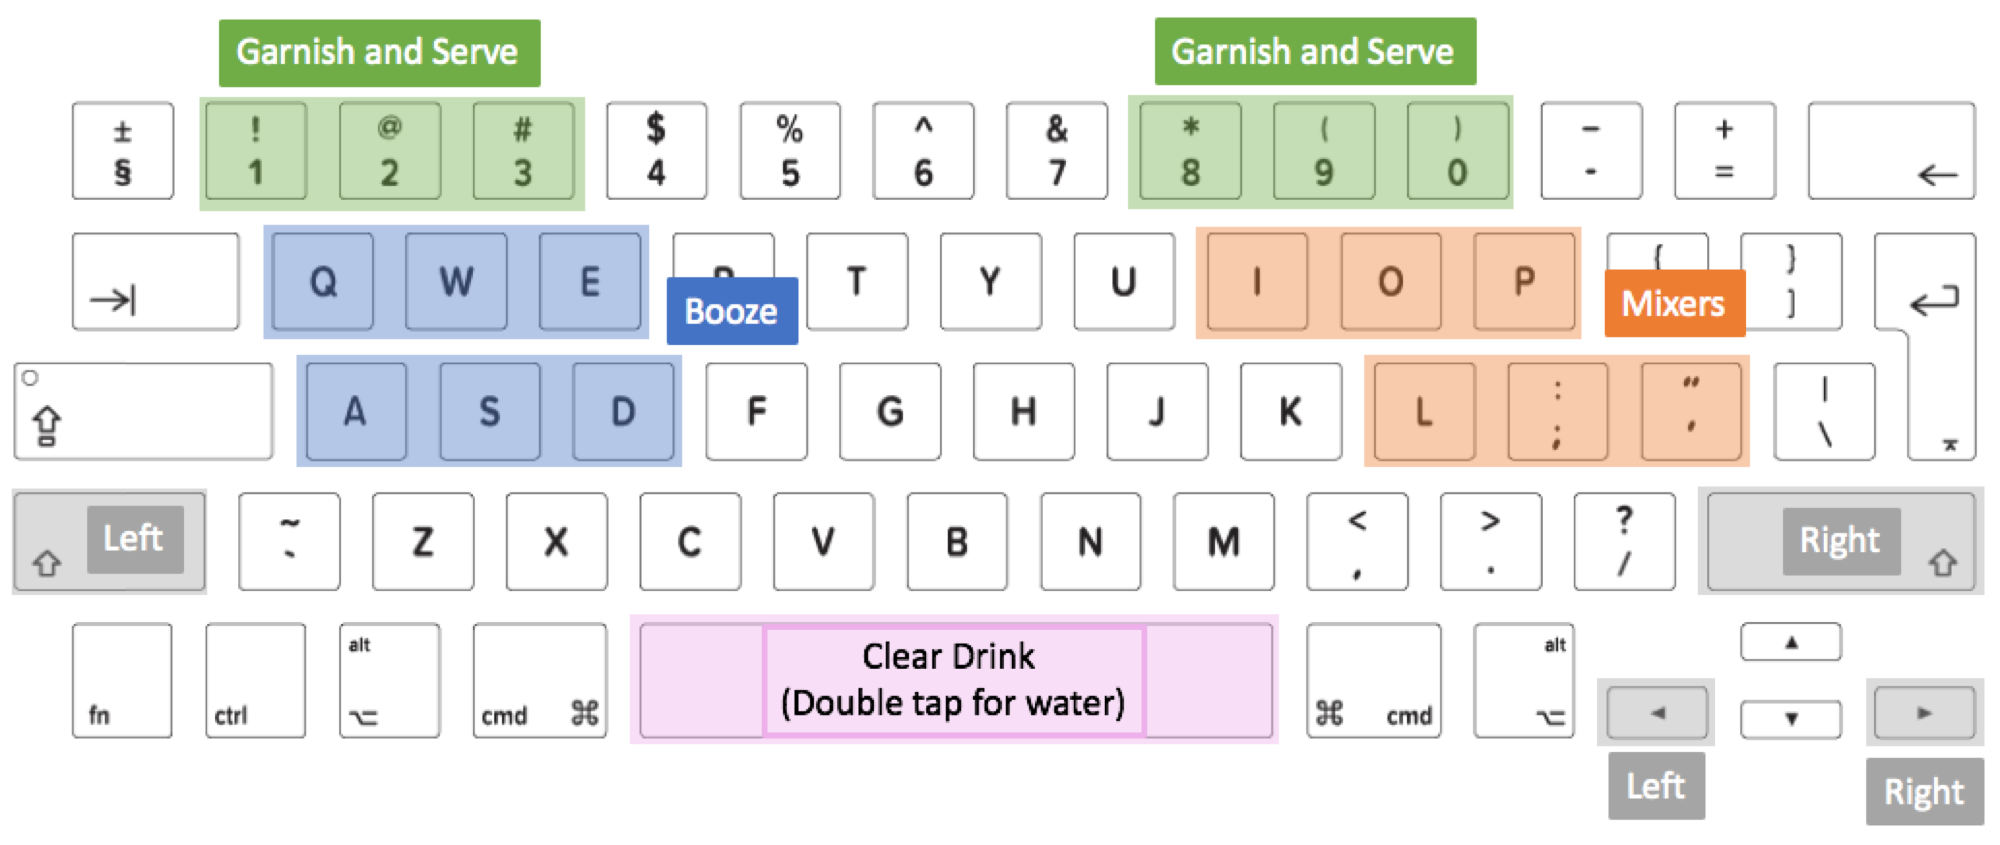 Garnish and Serve Garnish and Serve
± ! @ # $ % ^ & * ( ) – +
§ 1 2 3 4 5 6 7 8 9 0 - = ←
→| Q W E T Y U I O P { }
Booze Mixers ]
A S D F G H J K L : " |
; ' \
Left ~ Z X C V B N M < > ? Right
` , . /
alt Clear Drink alt ▲
fn ctrl ⌥ cmd ⌘ (Double tap for water) ⌘ cmd ⌥ ◄ ▼ ►
Left Right